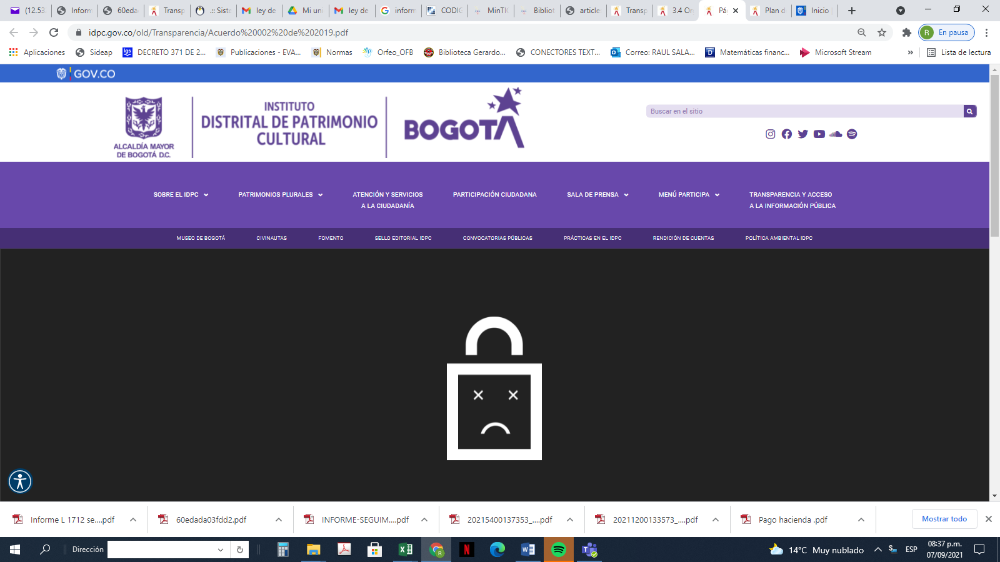 (12.53
Inform
60eda
Transp
.:: Siste
ley de
Mi uni
ley de
inform
CODIG
MinTIC
Bibliot
article
Transp
3.4 Or
Pá
Plan d
Inicio
idpc.gov.co/old/Transparencia/Acuerdo%20002%20de%202019.pdf
R En pausa
Aplicaciones
Sideap
DECRETO 371 DE 2...
Publicaciones - EVA...
Normas
Orfeo_OFB
Biblioteca Gerardo...
CONECTORES TEXT...
Correo: RAUL SALA...
Matemáticas financ...
Microsoft Stream
»
Lista de lectura
GOV.CO
ALCALDÍA MAYOR
DE BOGOTÁ D.C.
INSTITUTO
DISTRITAL DE PATRIMONIO
CULTURAL
BOGOTÁ
Buscar en el sitio
SOBRE EL IDPC
PATRIMONIOS PLURALES
ATENCIÓN Y SERVICIOS
A LA CIUDADANÍA
PARTICIPACIÓN CIUDADANA
SALA DE PRENSA
MENÚ PARTICIPA
TRANSPARENCIA Y ACCESO
A LA INFORMACIÓN PÚBLICA
MUSEO DE BOGOTÁ
CIVINAUTAS
FOMENTO
SELLO EDITORIAL IDPC
CONVOCATORIAS PÚBLICAS
PRÁCTICAS EN EL IDPC
RENDICIÓN DE CUENTAS
POLÍTICA AMBIENTAL IDPC
Informe L 1712 se....pdf
60edada03fdd2.pdf
INFORME-SEGUIM....pdf
20215400137353_....pdf
20211200133573_....pdf
Pago hacienda .pdf
Mostrar todo
Dirección
14°C Muy nublado
ESP
08:37 p.m.
07/09/2021